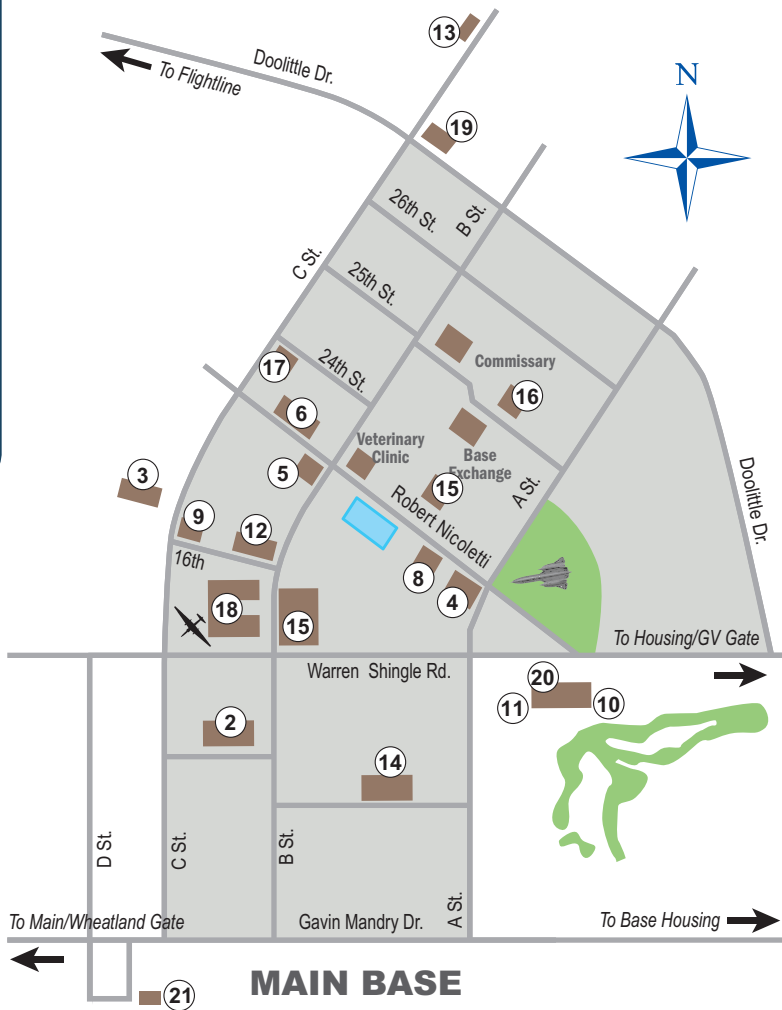 13
Doolittle Dr.
To Flightline
N
19
26th St.
B St.
C St.
25th St.
24th St.
17
Commissary
16
6
Veterinary
Clinic
Base
Exchange
5
3
15
A St.
Robert Nicoletti
Doolittle Dr.
9
12
16th
8
4
18
15
To Housing/GV Gate
Warren Shingle Rd.
20
11
10
2
14
D St.
C St.
B St.
A St.
To Main/Wheatland Gate
Gavin Mandry Dr.
To Base Housing
21
MAIN BASE